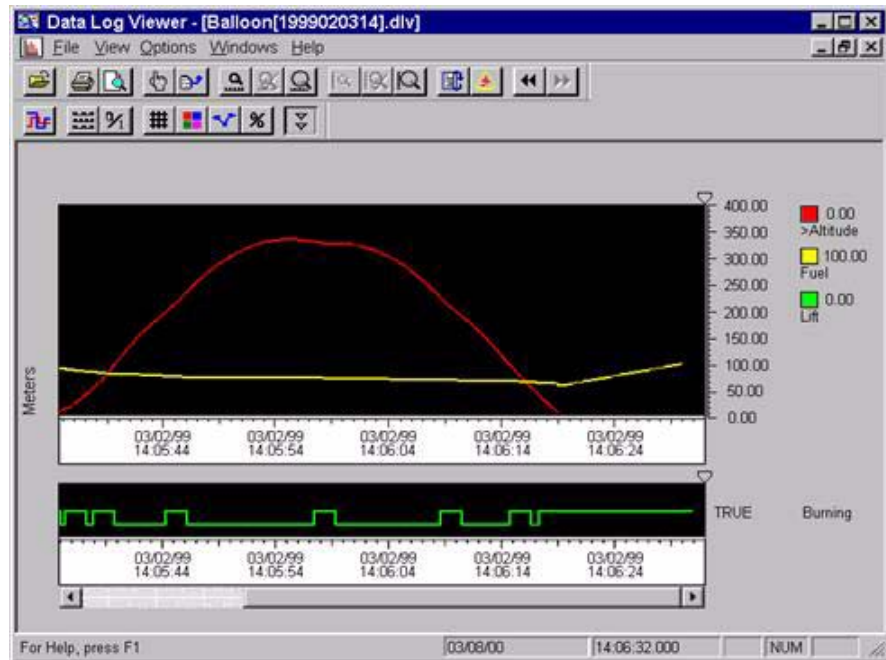 Data Log Viewer - [Balloon[1999020314].dlv]
File View Options Windows Help
%
Meters
400.00
350.00
300.00
250.00
200.00
150.00
100.00
50.00
0.00
0.00
>Altitude
100.00
Fuel
0.00
Lift
03/02/99 03/02/99 03/02/99 03/02/99 03/02/99
14:05:44 14:05:54 14:06:04 14:06:14 14:06:24
TRUE Burning
03/02/99 03/02/99 03/02/99 03/02/99 03/02/99
14:05:44 14:05:54 14:06:04 14:06:14 14:06:24
For Help, press F1 03/08/00 14:06:32.000 NUM